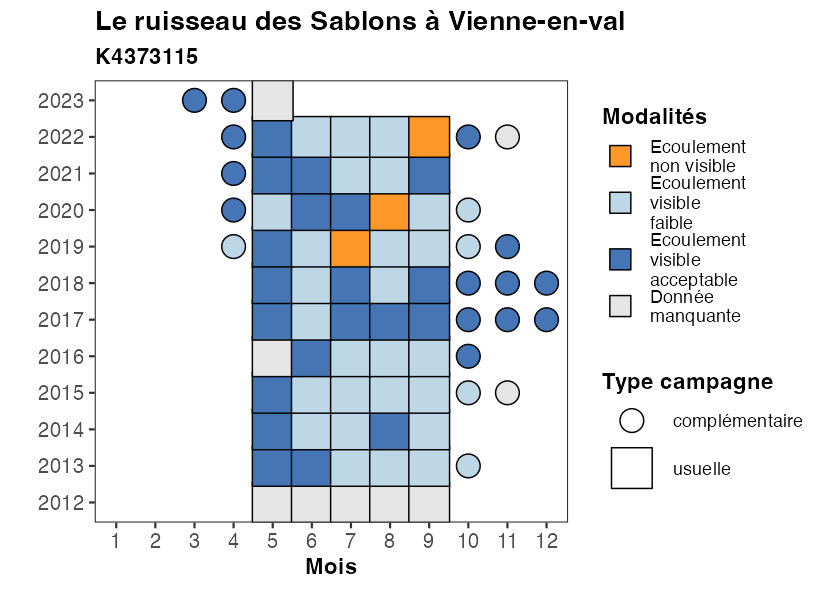 Le ruisseau des Sablons à Vienne-en-val
K4373115
2023
2022
2021
2020
2019
2018
2017
2016
2015
2014
2013
2012
1 2 3 4 5 6 7 8 9 10 11 12
Mois
Modalités
Ecoulement
non visible
Ecoulement
visible
faible
Ecoulement
visible
acceptable
Donnée
manquante
Type campagne
complémentaire
usuelle